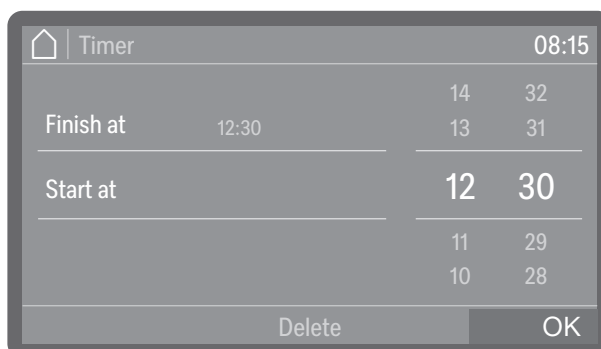 Timer 08:15
14 32
Finish at 12:30 13 31
Start at 12 30
11 29
10 28
Delete OK